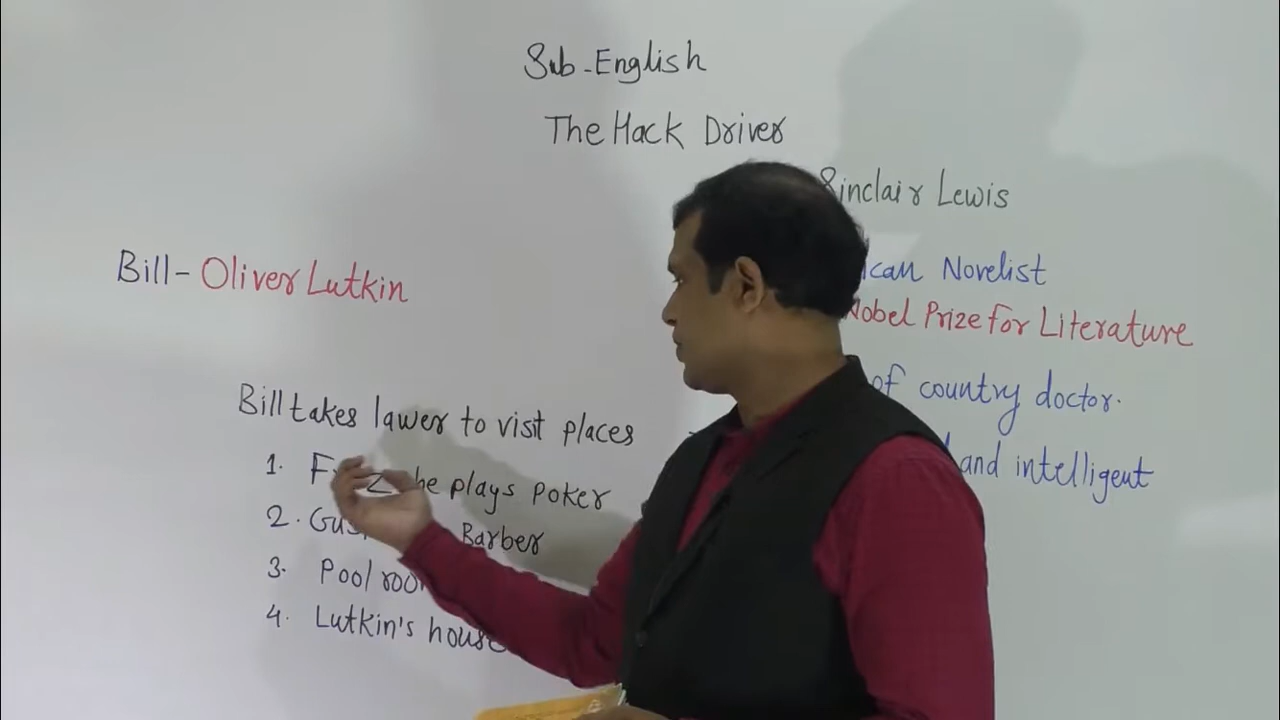 Sub - English
The Hack Driver
Sinclair Lewis
Bill - Oliver Lutkin
Novelist
Nobel Prize for Literature
of country doctor.
and intelligent
Bill takes lawer to visit places
1. he plays poker
2. Barber
3. Pool
4. Lutkin's house